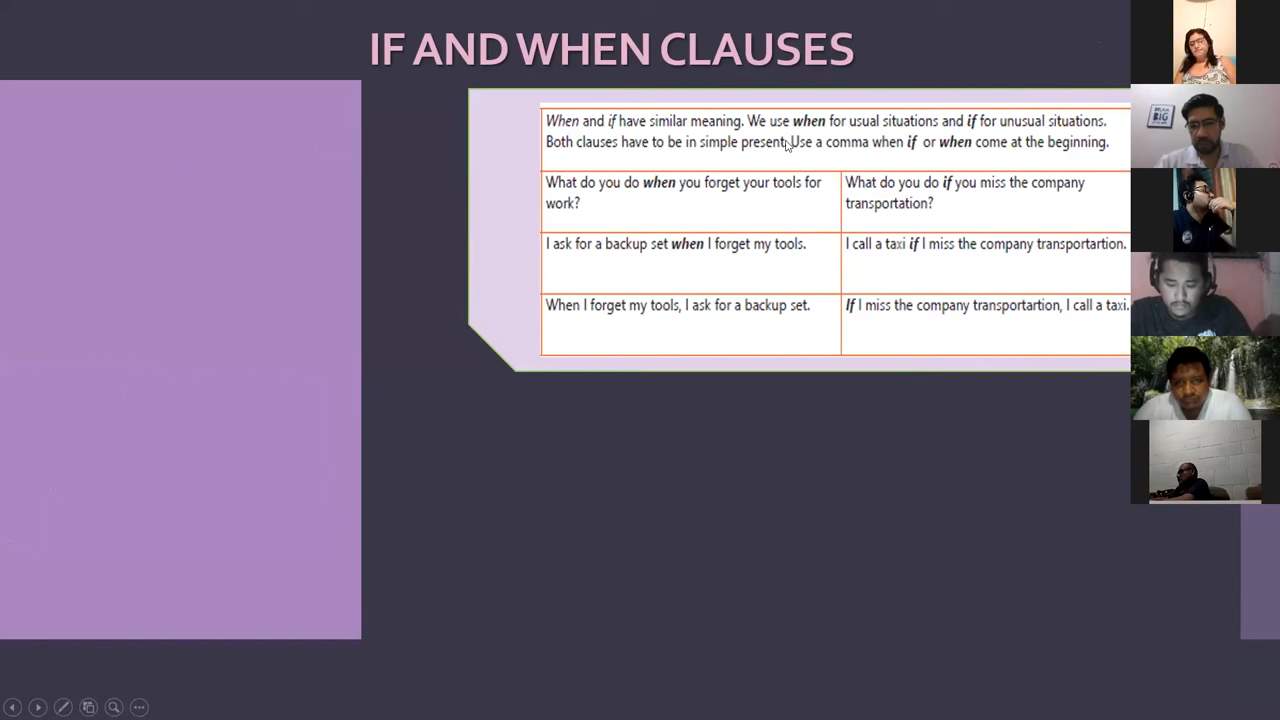 IF AND WHEN CLAUSES
When and if have similar meaning. We use when for usual situations and if for unusual situations.
Both clauses have to be in simple present. Use a comma when if or when come at the beginning.
What do you do when you forget your tools for
work?
What do you do if you miss the company
transportation?
I ask for a backup set when I forget my tools.
I call a taxi if I miss the company transportartion.
When I forget my tools, I ask for a backup set.
If I miss the company transportartion, I call a taxi.
BIG